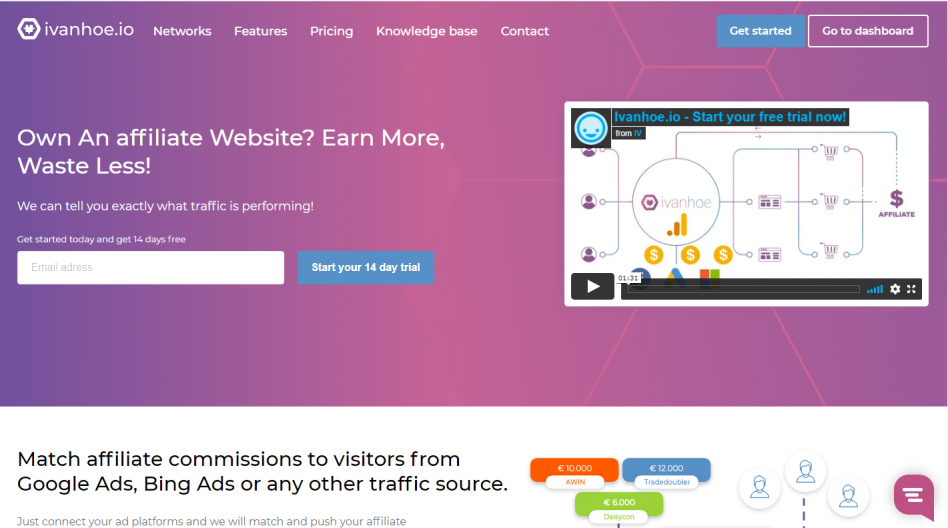 ivanhoe.io
Networks
Features
Pricing
Knowledge base
Contact
Get started
Go to dashboard
Own An affiliate Website? Earn More,
Waste Less!
We can tell you exactly what traffic is performing!
Get started today and get 14 days free
Email adress
Start your 14 day trial
Ivanhoe.io - Start your free trial now!
from IV
ivanhoe
$
AFFILIATE
$
$
$
01:31
Match affiliate commissions to visitors from
Google Ads, Bing Ads or any other traffic source.
Just connect your ad platforms and we will match and push your affiliate
€ 10.000
AWIN
€ 12.000
Tradedoubler
€ 6.000
Daisycon